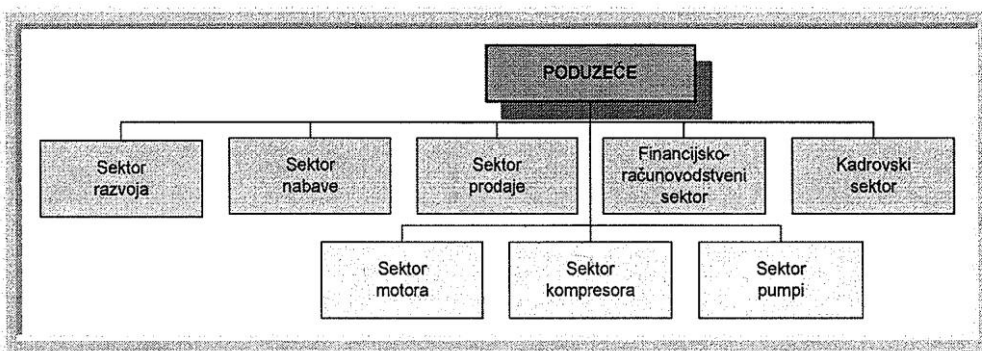 PODUZEĆE
Sektor
razvoja
Sektor
nabave
Sektor
prodaje
Financijsko-
računovodstveni
sektor
Kadrovski
sektor
Sektor
motora
Sektor
kompresora
Sektor
pumpi